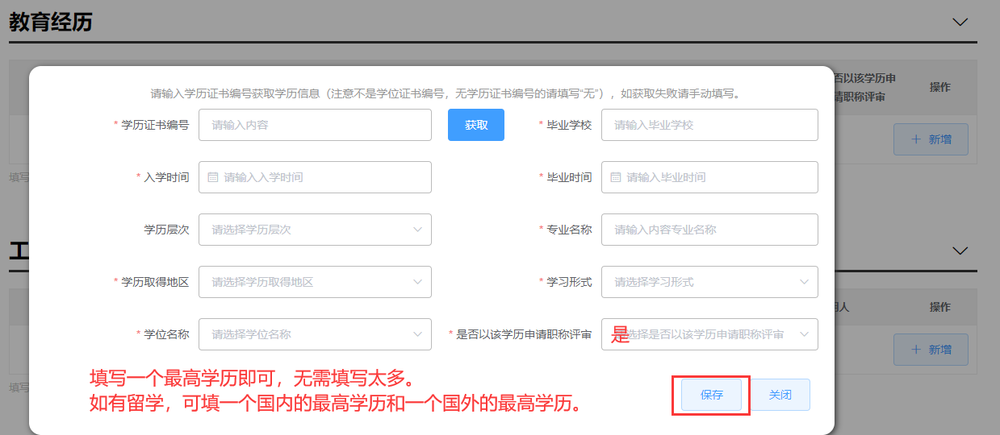 教育经历
请输入学历证书编号获取学历信息（注意不是学位证书编号，无学历证书编号的请填写“无”），如获取失败请手动填写。
否以该学历申
请职称评审
操作
* 学历证书编号 请输入内容 获取 * 毕业学校 请输入毕业学校
＋ 新增
* 入学时间 请输入入学时间 * 毕业时间 请输入毕业时间
填写
学历层次 请选择学历层次 * 专业名称 请输入内容专业名称
工
* 学历取得地区 请选择学历取得地区 * 学习形式 请选择学习形式
人 操作
* 学位名称 请选择学位名称 * 是否以该学历申请职称评审 是 选择是否以该学历申请职称评审
＋ 新增
填写一个最高学历即可，无需填写太多。
如有留学，可填一个国内的最高学历和一个国外的最高学历。
填写
保存 关闭